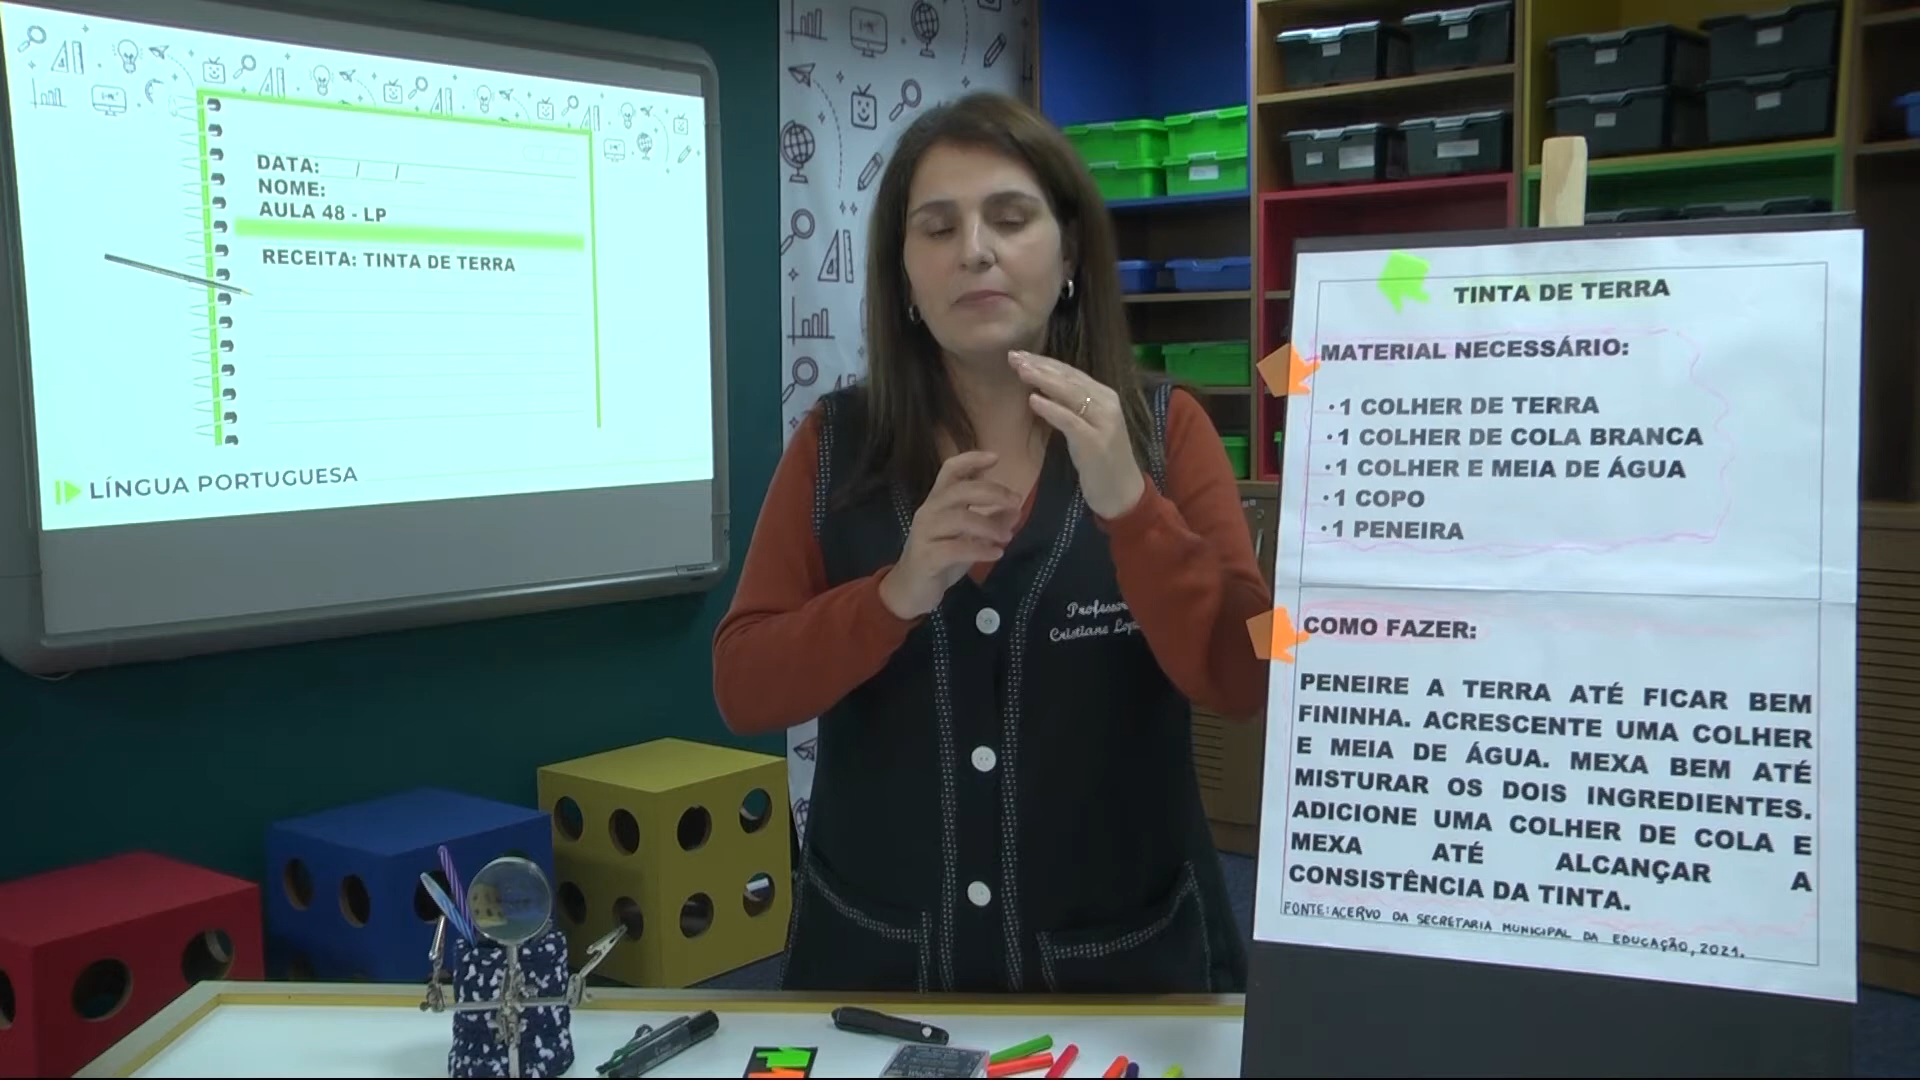 DATA: / /
NOME:
AULA 48 - LP
RECEITA: TINTA DE TERRA
LÍNGUA PORTUGUESA
Professora
Cristiane
TINTA DE TERRA
MATERIAL NECESSÁRIO:
• 1 COLHER DE TERRA
• 1 COLHER DE COLA BRANCA
• 1 COLHER E MEIA DE ÁGUA
• 1 COPO
• 1 PENEIRA
COMO FAZER:
PENEIRE A TERRA ATÉ FICAR BEM
FININHA. ACRESCENTE UMA COLHER
E MEIA DE ÁGUA. MEXA BEM ATÉ
MISTURAR OS DOIS INGREDIENTES.
ADICIONE UMA COLHER DE COLA E
MEXA ATÉ ALCANÇAR A
CONSISTÊNCIA DA TINTA.
FONTE: ACERVO DA SECRETARIA MUNICIPAL DA EDUCAÇÃO, 2021.